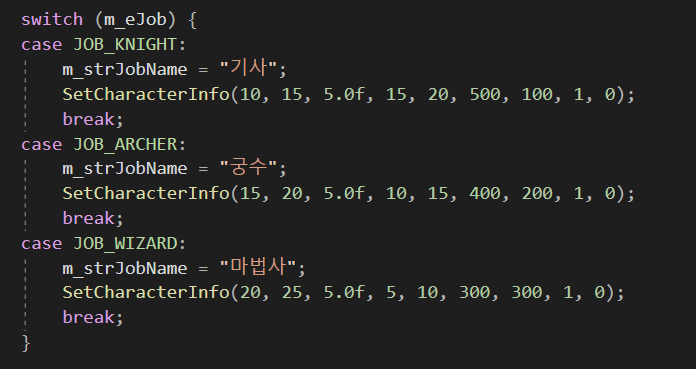 switch (m_eJob) {
case JOB_KNIGHT:
    m_strJobName = "기사";
    SetCharacterInfo(10, 15, 5.0f, 15, 20, 500, 100, 1, 0);
    break;
case JOB_ARCHER:
    m_strJobName = "궁수";
    SetCharacterInfo(15, 20, 5.0f, 10, 15, 400, 200, 1, 0);
    break;
case JOB_WIZARD:
    m_strJobName = "마법사";
    SetCharacterInfo(20, 25, 5.0f, 5, 10, 300, 300, 1, 0);
    break;
}